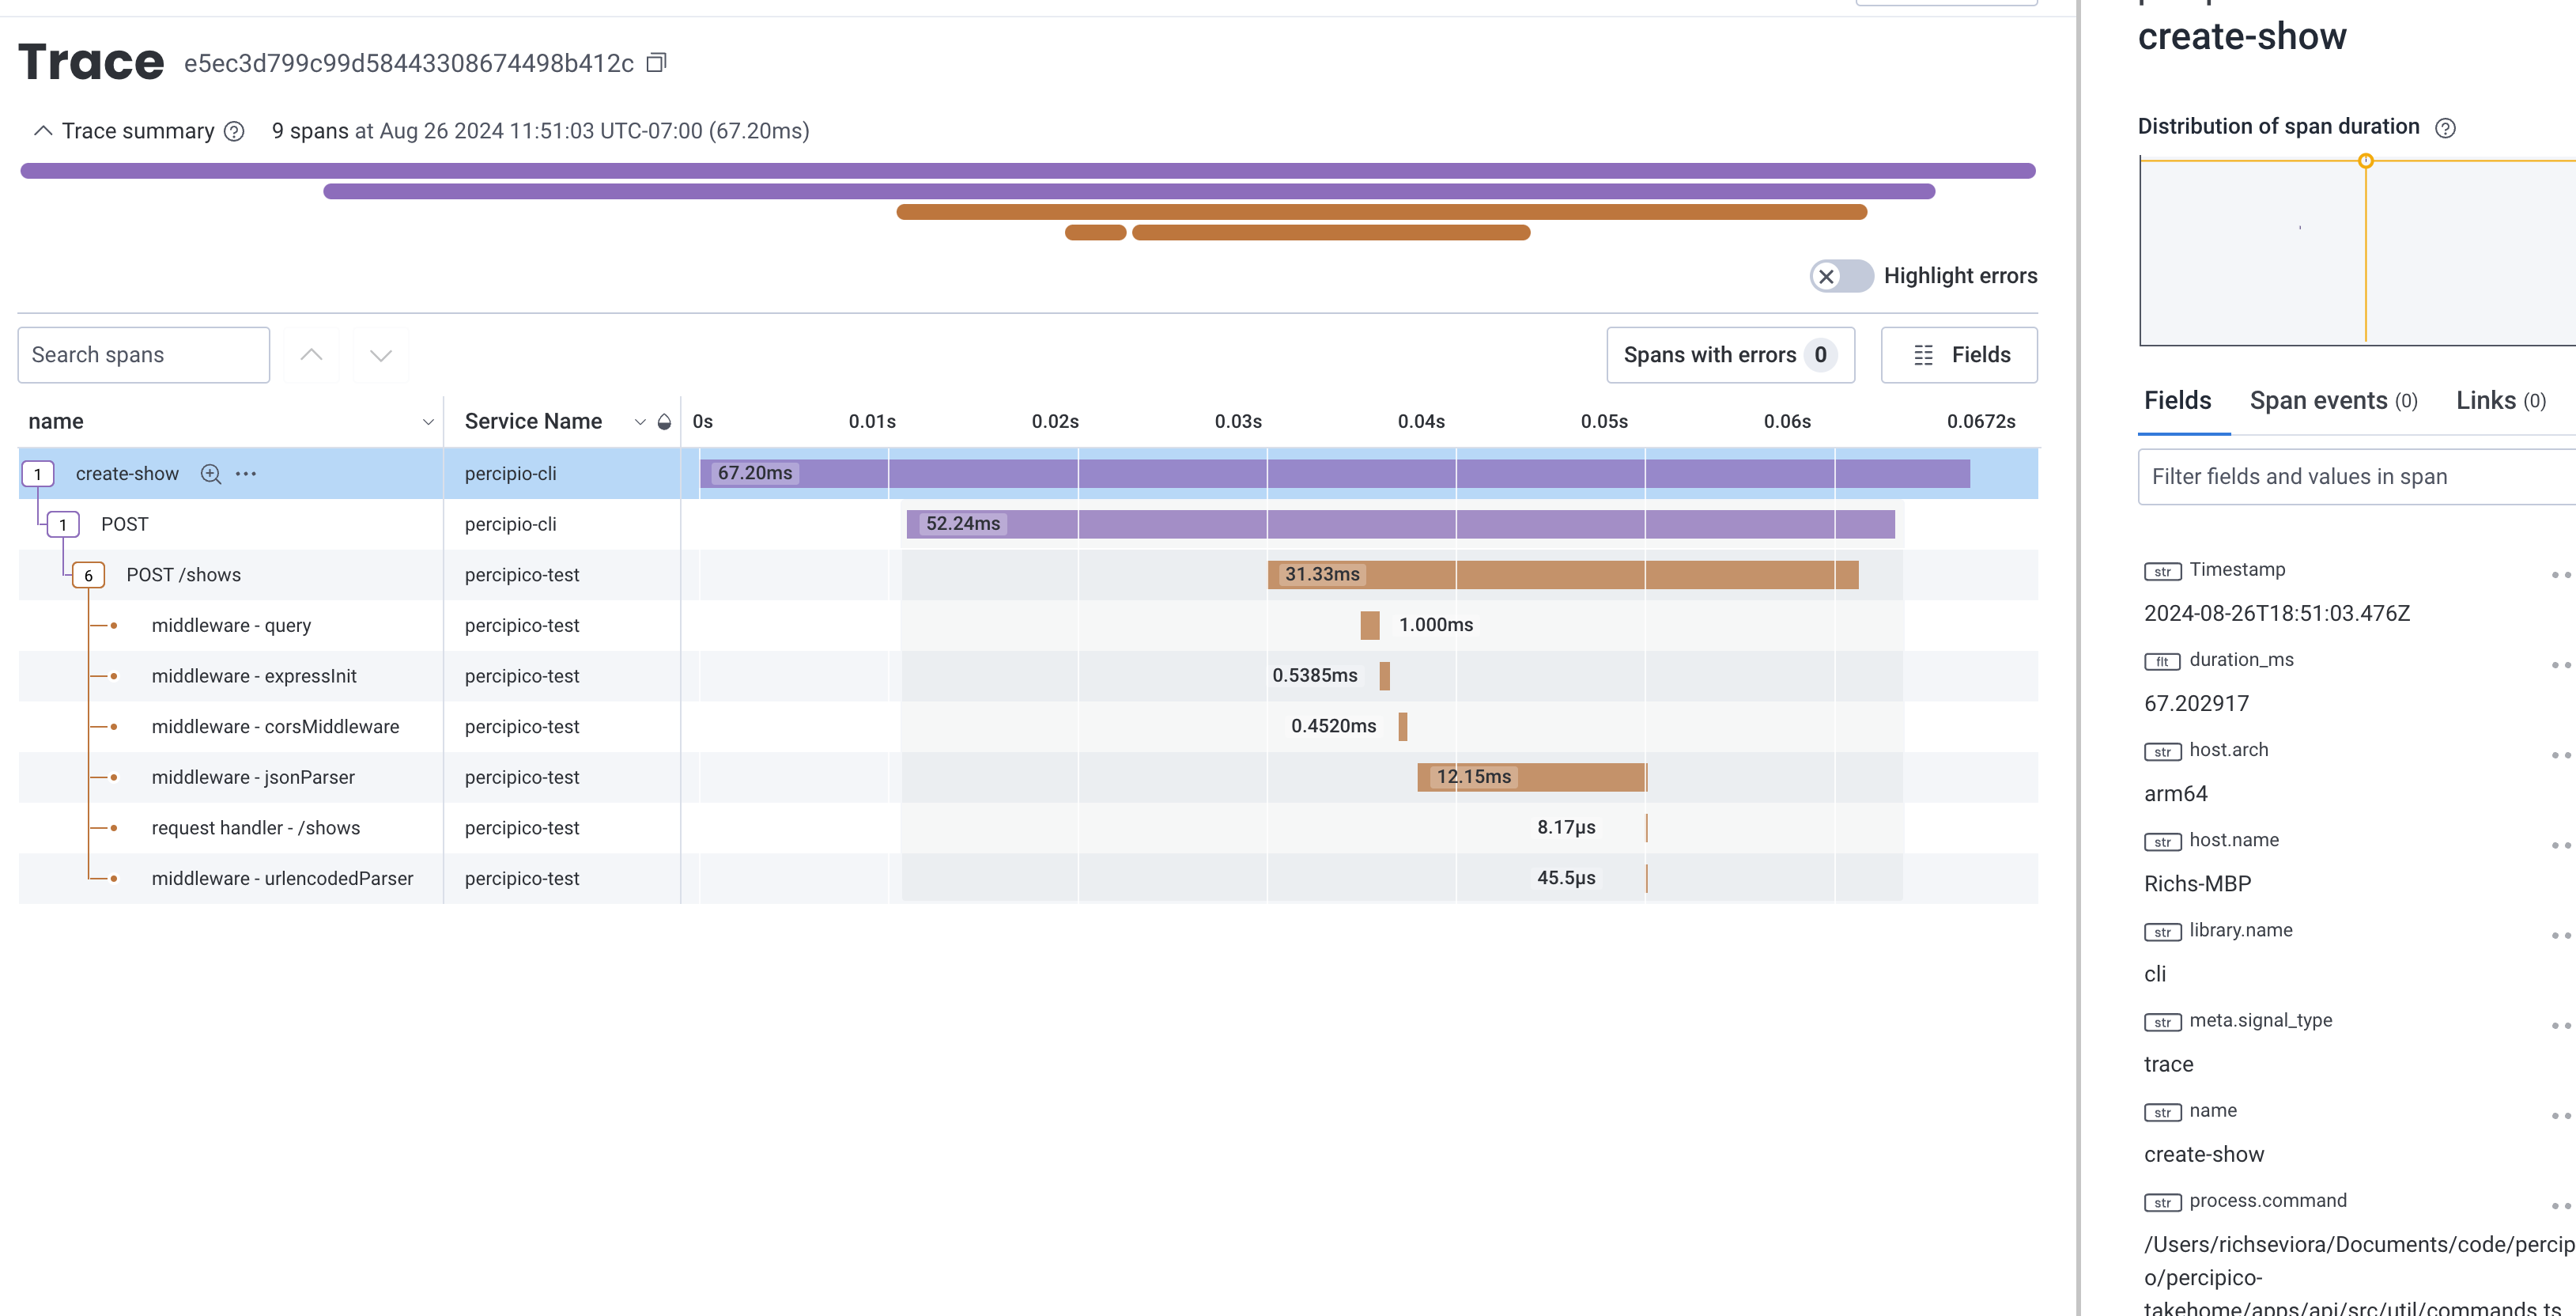 Trace e5ec3d799c99d58443308674498b412c
Trace summary 9 spans at Aug 26 2024 11:51:03 UTC-07:00 (67.20ms)
Highlight errors
Search spans
Spans with errors 0
Fields
name Service Name 0s 0.01s 0.02s 0.03s 0.04s 0.05s 0.06s 0.0672s
1 create-show percipio-cli 67.20ms
1 POST percipio-cli 52.24ms
6 POST /shows percipico-test 31.33ms
middleware - query percipico-test 1.000ms
middleware - expressInit percipico-test 0.5385ms
middleware - corsMiddleware percipico-test 0.4520ms
middleware - jsonParser percipico-test 12.15ms
request handler - /shows percipico-test 8.17µs
middleware - urlencodedParser percipico-test 45.5µs
create-show
Distribution of span duration
Fields Span events (0) Links (0)
Filter fields and values in span
str Timestamp
2024-08-26T18:51:03.476Z
flt duration_ms
67.202917
str host.arch
arm64
str host.name
Richs-MBP
str library.name
cli
str meta.signal_type
trace
str name
create-show
str process.command
/Users/richseviora/Documents/code/percip
o/percipico-
takehome/apps/api/src/util/commands.ts